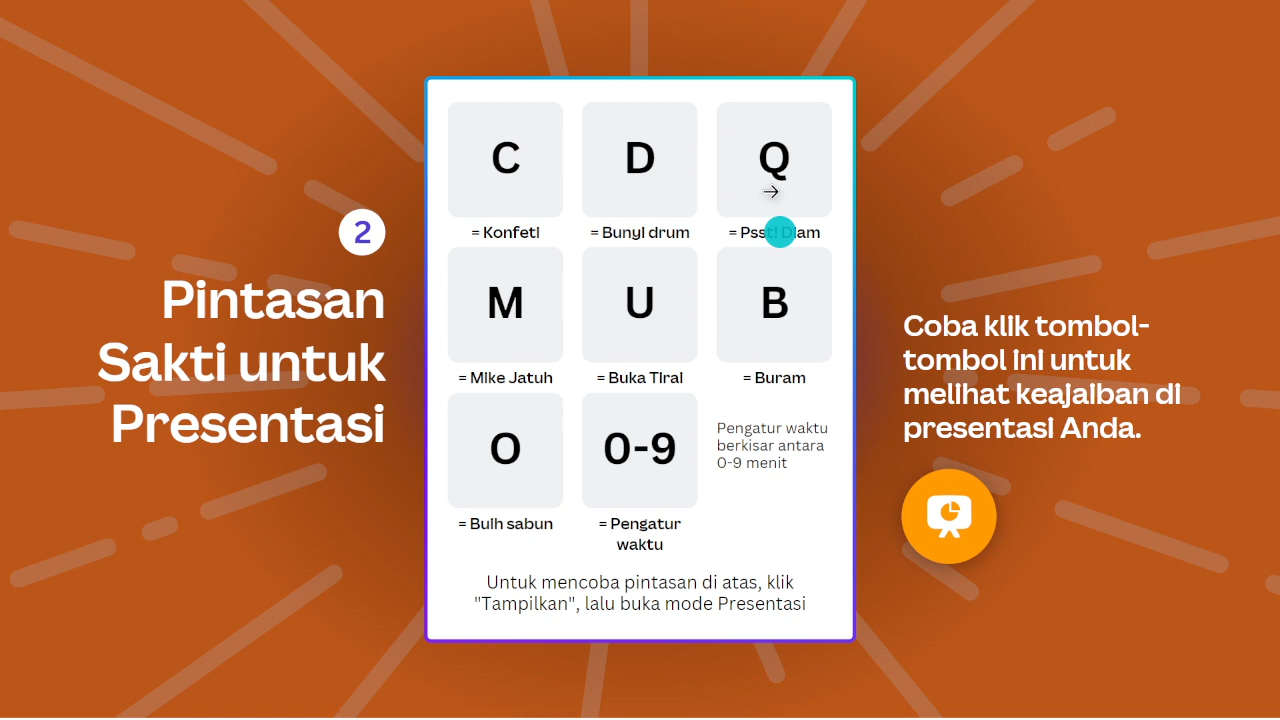 2
Pintasan
Sakti untuk
Presentasi
C
D
Q
= Konfeti
= Bunyi drum
= Psst! Diam
M
U
B
= Mike Jatuh
= Buka Tirai
= Buram
O
0-9
Pengatur waktu
berkisar antara
0-9 menit
= Buih sabun
= Pengatur
waktu
Untuk mencoba pintasan di atas, klik
"Tampilkan", lalu buka mode Presentasi
Coba klik tombol-
tombol ini untuk
melihat keajaiban di
presentasi Anda.